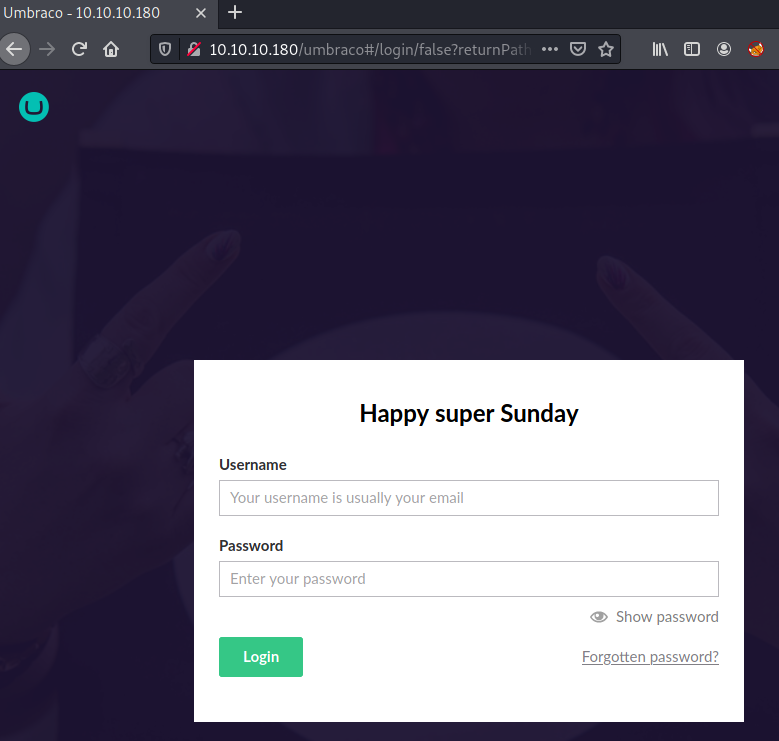 Umbraco - 10.10.10.180
10.10.10.180/umbraco#/login/false?returnPath
Happy super Sunday
Username
Your username is usually your email
Password
Enter your password
Show password
Login
Forgotten password?